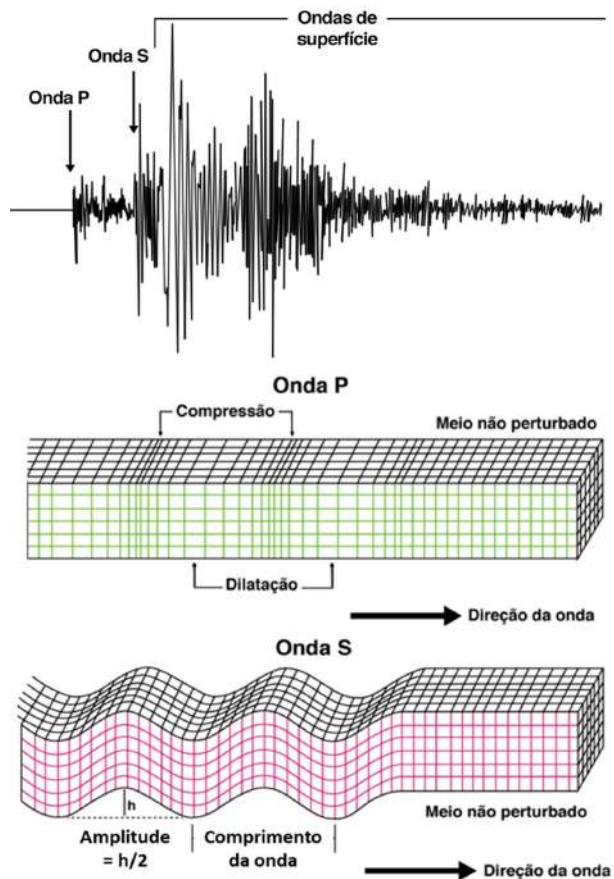 Ondas de
superfície
Onda S
Onda P
Onda P
Compressão
Meio não perturbado
Dilatação
Direção da onda
Onda S
h
Meio não perturbado
Amplitude
= h/2
Comprimento
da onda
Direção da onda